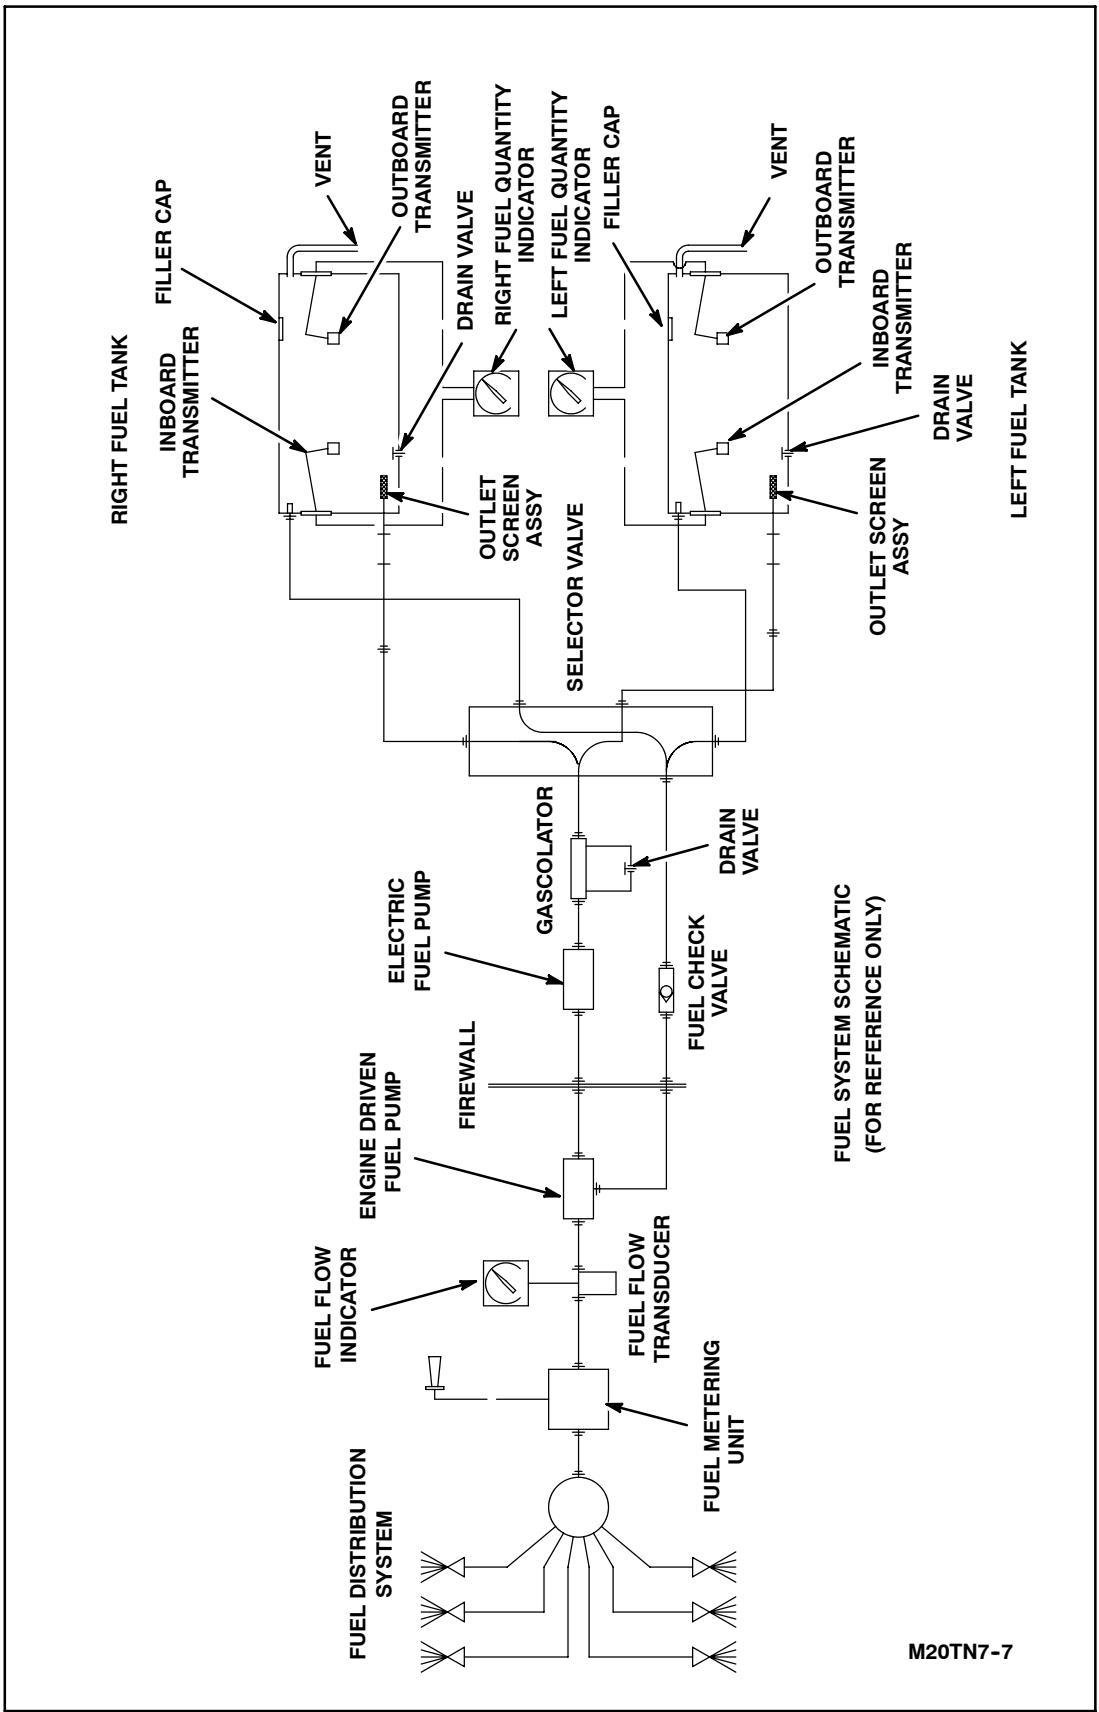 RIGHT FUEL TANK
INBOARD
TRANSMITTER
FILLER CAP
VENT
OUTBOARD
TRANSMITTER
DRAIN VALVE
RIGHT FUEL QUANTITY
INDICATOR
LEFT FUEL QUANTITY
INDICATOR
FILLER CAP
VENT
OUTBOARD
TRANSMITTER
INBOARD
TRANSMITTER
DRAIN
VALVE
LEFT FUEL TANK
OUTLET
SCREEN
ASSY
SELECTOR VALVE
OUTLET SCREEN
ASSY
GASCOLATOR
DRAIN
VALVE
ELECTRIC
FUEL PUMP
FUEL CHECK
VALVE
FIREWALL
ENGINE DRIVEN
FUEL PUMP
FUEL FLOW
INDICATOR
FUEL FLOW
TRANSDUCER
FUEL METERING
UNIT
FUEL DISTRIBUTION
SYSTEM
FUEL SYSTEM SCHEMATIC
(FOR REFERENCE ONLY)
M20TN7-7